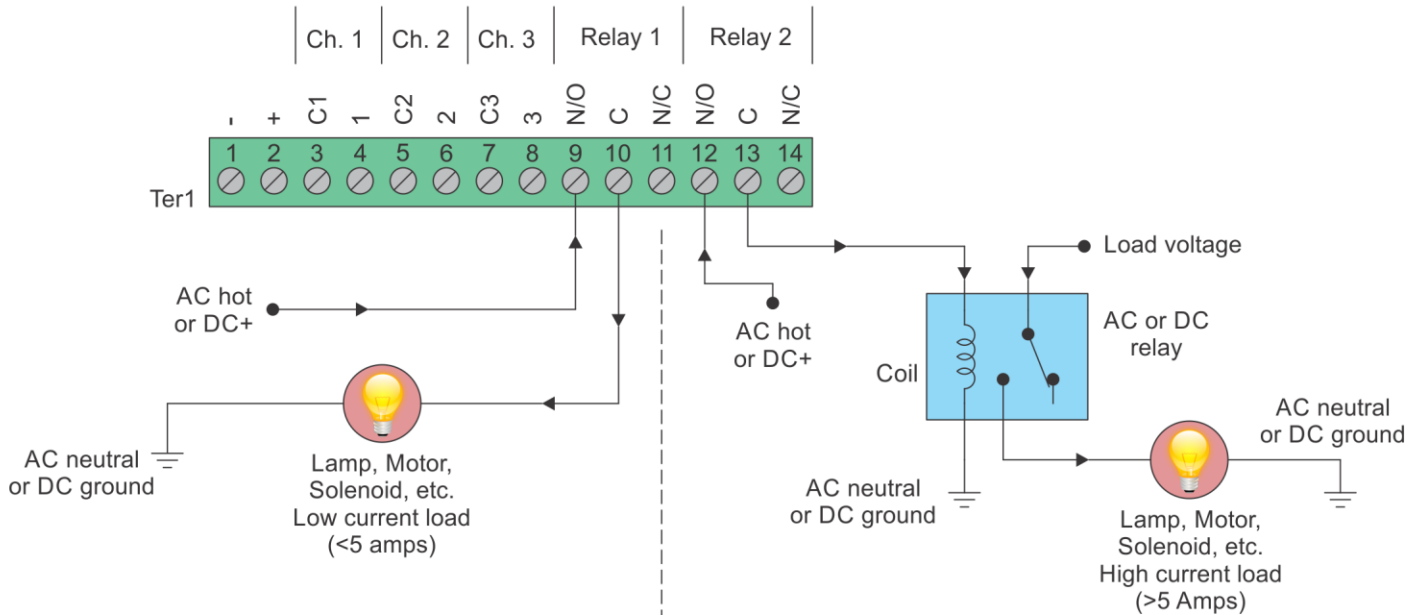 Ch. 1 Ch. 2 Ch. 3 Relay 1 Relay 2
- + C1 1 C2 2 C3 3 N/O C N/C N/O C N/C
1 2 3 4 5 6 7 8 9 10 11 12 13 14
Ter1
AC hot
or DC+
AC neutral
or DC ground
Lamp, Motor,
Solenoid, etc.
Low current load
(<5 amps)
AC hot
or DC+
Load voltage
AC or DC
relay
Coil
AC neutral
or DC ground
AC neutral
or DC ground
Lamp, Motor,
Solenoid, etc.
High current load
(>5 Amps)